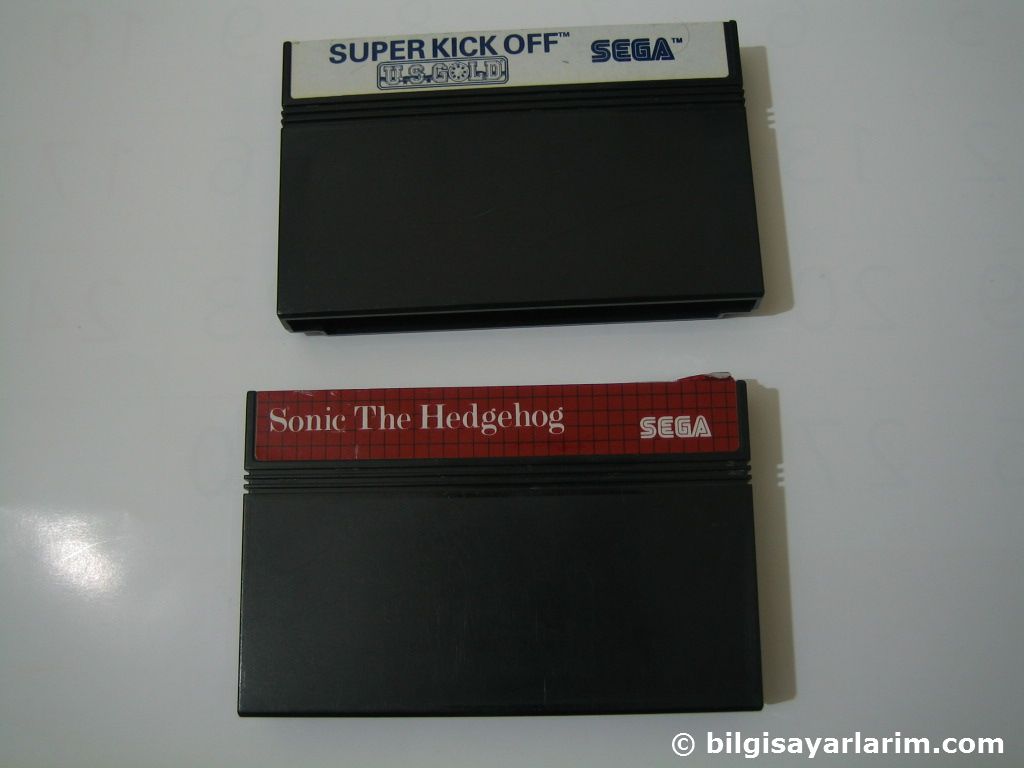 SUPER KICK OFF™ SEGA™
U.S. GOLD
Sonic The Hedgehog SEGA
© bilgisayarlarim.com